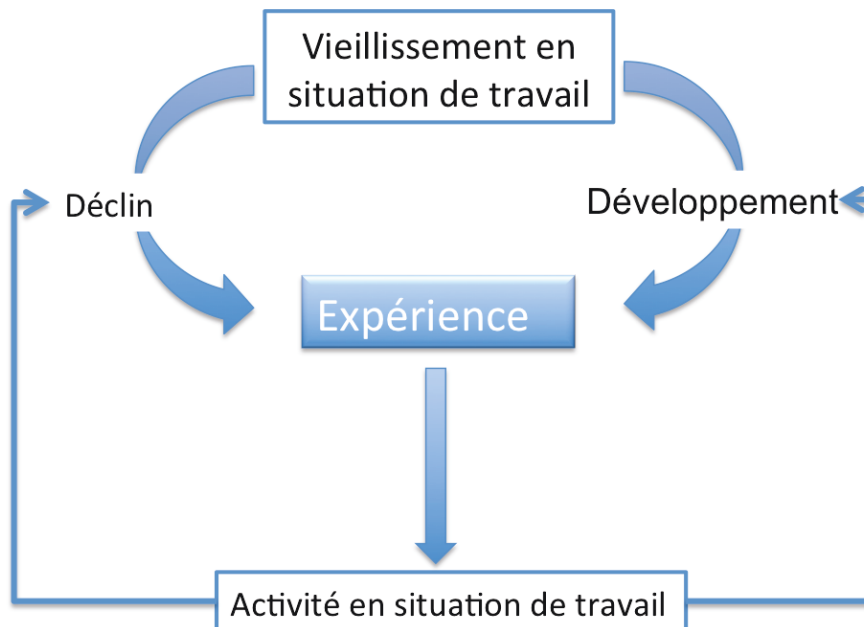 Vieillissement en
situation de travail
Déclin
Développement
Expérience
Activité en situation de travail